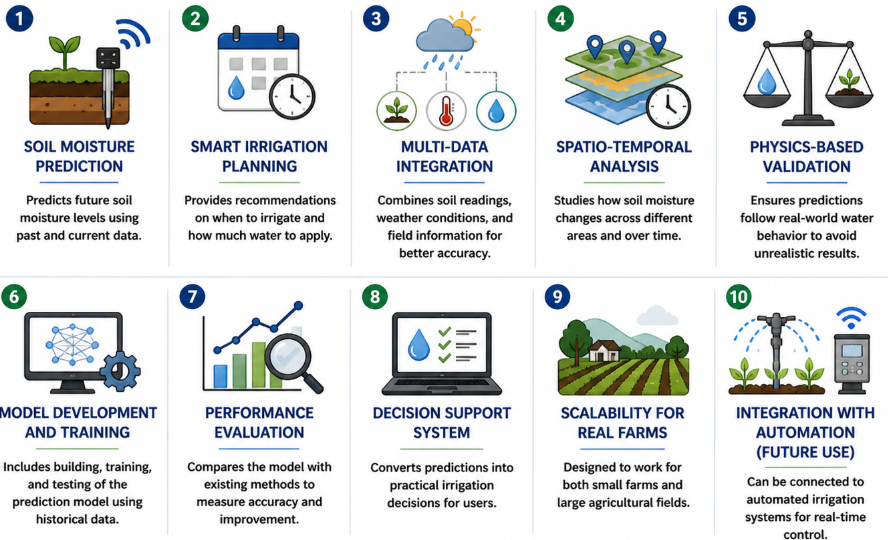 1
SOIL MOISTURE
PREDICTION
Predicts future soil
moisture levels using
past and current data.
2
SMART IRRIGATION
PLANNING
Provides recommendations
on when to irrigate and
how much water to apply.
3
MULTI-DATA
INTEGRATION
Combines soil readings,
weather conditions, and
field information for
better accuracy.
4
SPATIO-TEMPORAL
ANALYSIS
Studies how soil moisture
changes across different
areas and over time.
5
PHYSICS-BASED
VALIDATION
Ensures predictions
follow real-world water
behavior to avoid
unrealistic results.
6
MODEL DEVELOPMENT
AND TRAINING
Includes building, training,
and testing of the
prediction model using
historical data.
7
PERFORMANCE
EVALUATION
Compares the model with
existing methods to
measure accuracy and
improvement.
8
DECISION SUPPORT
SYSTEM
Converts predictions into
practical irrigation
decisions for users.
9
SCALABILITY FOR
REAL FARMS
Designed to work for
both small farms and
large agricultural fields.
10
INTEGRATION WITH
AUTOMATION
(FUTURE USE)
Can be connected to
automated irrigation
systems for real-time
control.